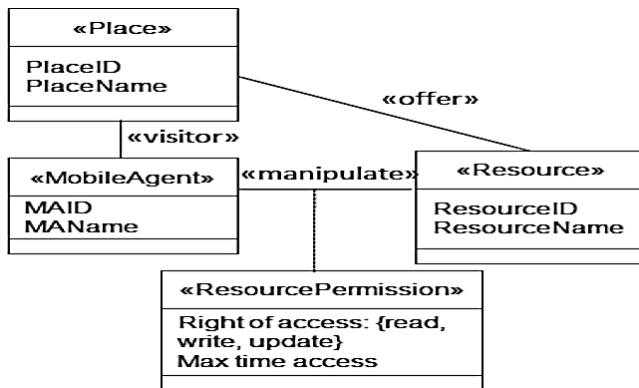 «Place»
PlaceID
PlaceName
«offer»
«visitor»
«MobileAgent»
MAID
MAName
«manipulate»
«Resource»
ResourceID
ResourceName
«ResourcePermission»
Right of access: {read,
write, update}
Max time access